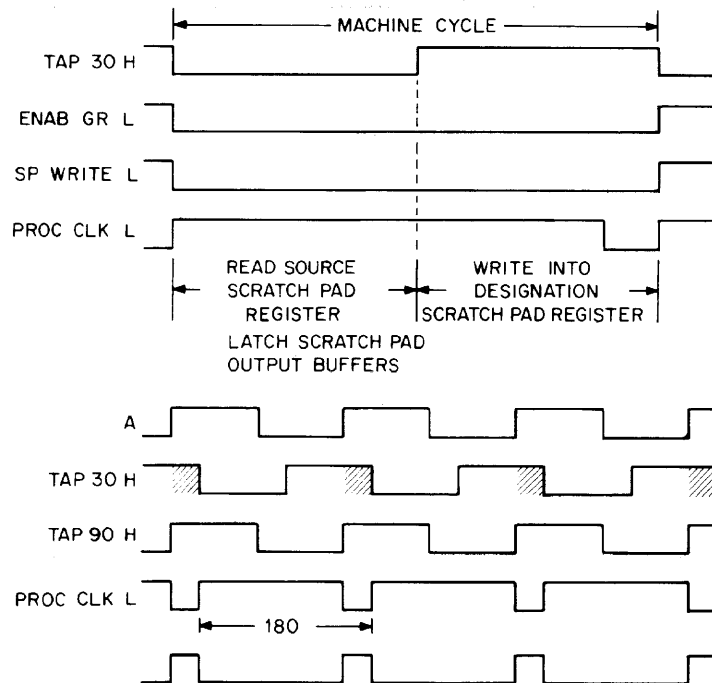 MACHINE CYCLE
TAP 30 H
ENAB GR L
SP WRITE L
PROC CLK L
READ SOURCE
SCRATCH PAD
REGISTER
WRITE INTO
DESIGNATION
SCRATCH PAD REGISTER
LATCH SCRATCH PAD
OUTPUT BUFFERS
A
TAP 30 H
TAP 90 H
PROC CLK L
180